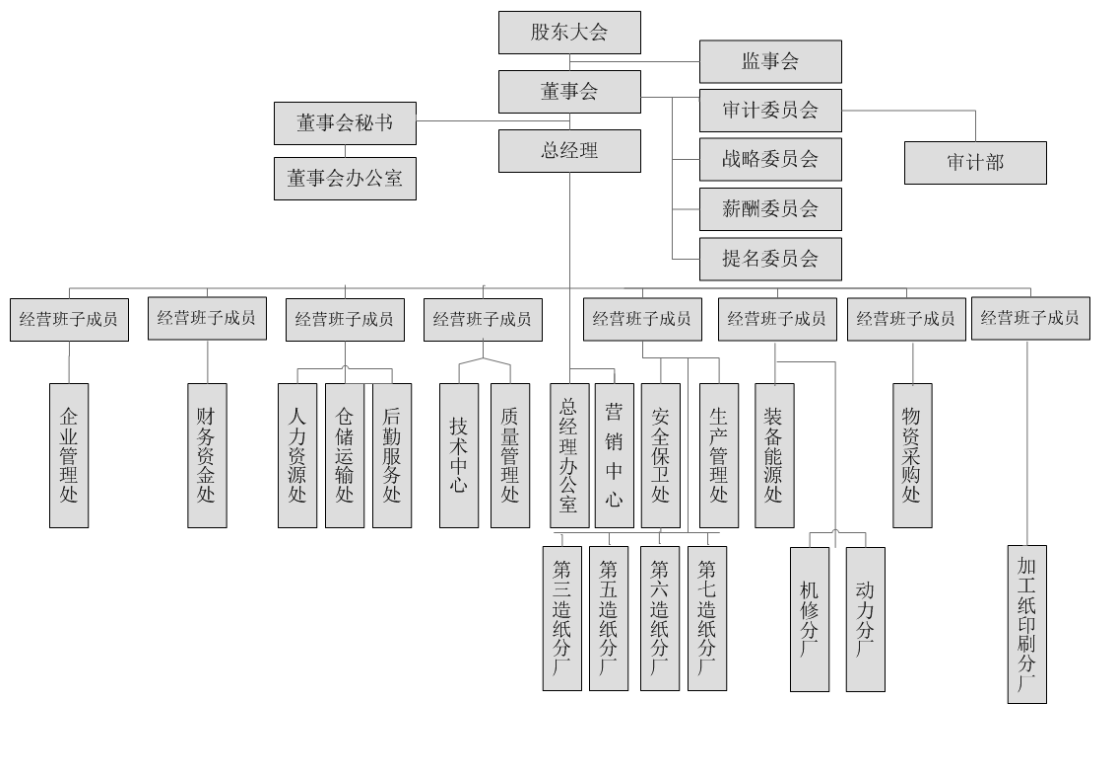 股东大会
监事会
董事会
审计委员会
董事会秘书
总经理
战略委员会
审计部
董事会办公室
薪酬委员会
提名委员会
经营班子成员
经营班子成员
经营班子成员
经营班子成员
经营班子成员
经营班子成员
经营班子成员
经营班子成员
企业管理处
财务资金处
人力资源处
仓储运输处
后勤服务处
技术中心
质量管理处
总经理办公室
营销中心
安全保卫处
生产管理处
装备能源处
物资采购处
第三造纸分厂
第五造纸分厂
第六造纸分厂
第七造纸分厂
机修分厂
动力分厂
加工纸印刷分厂